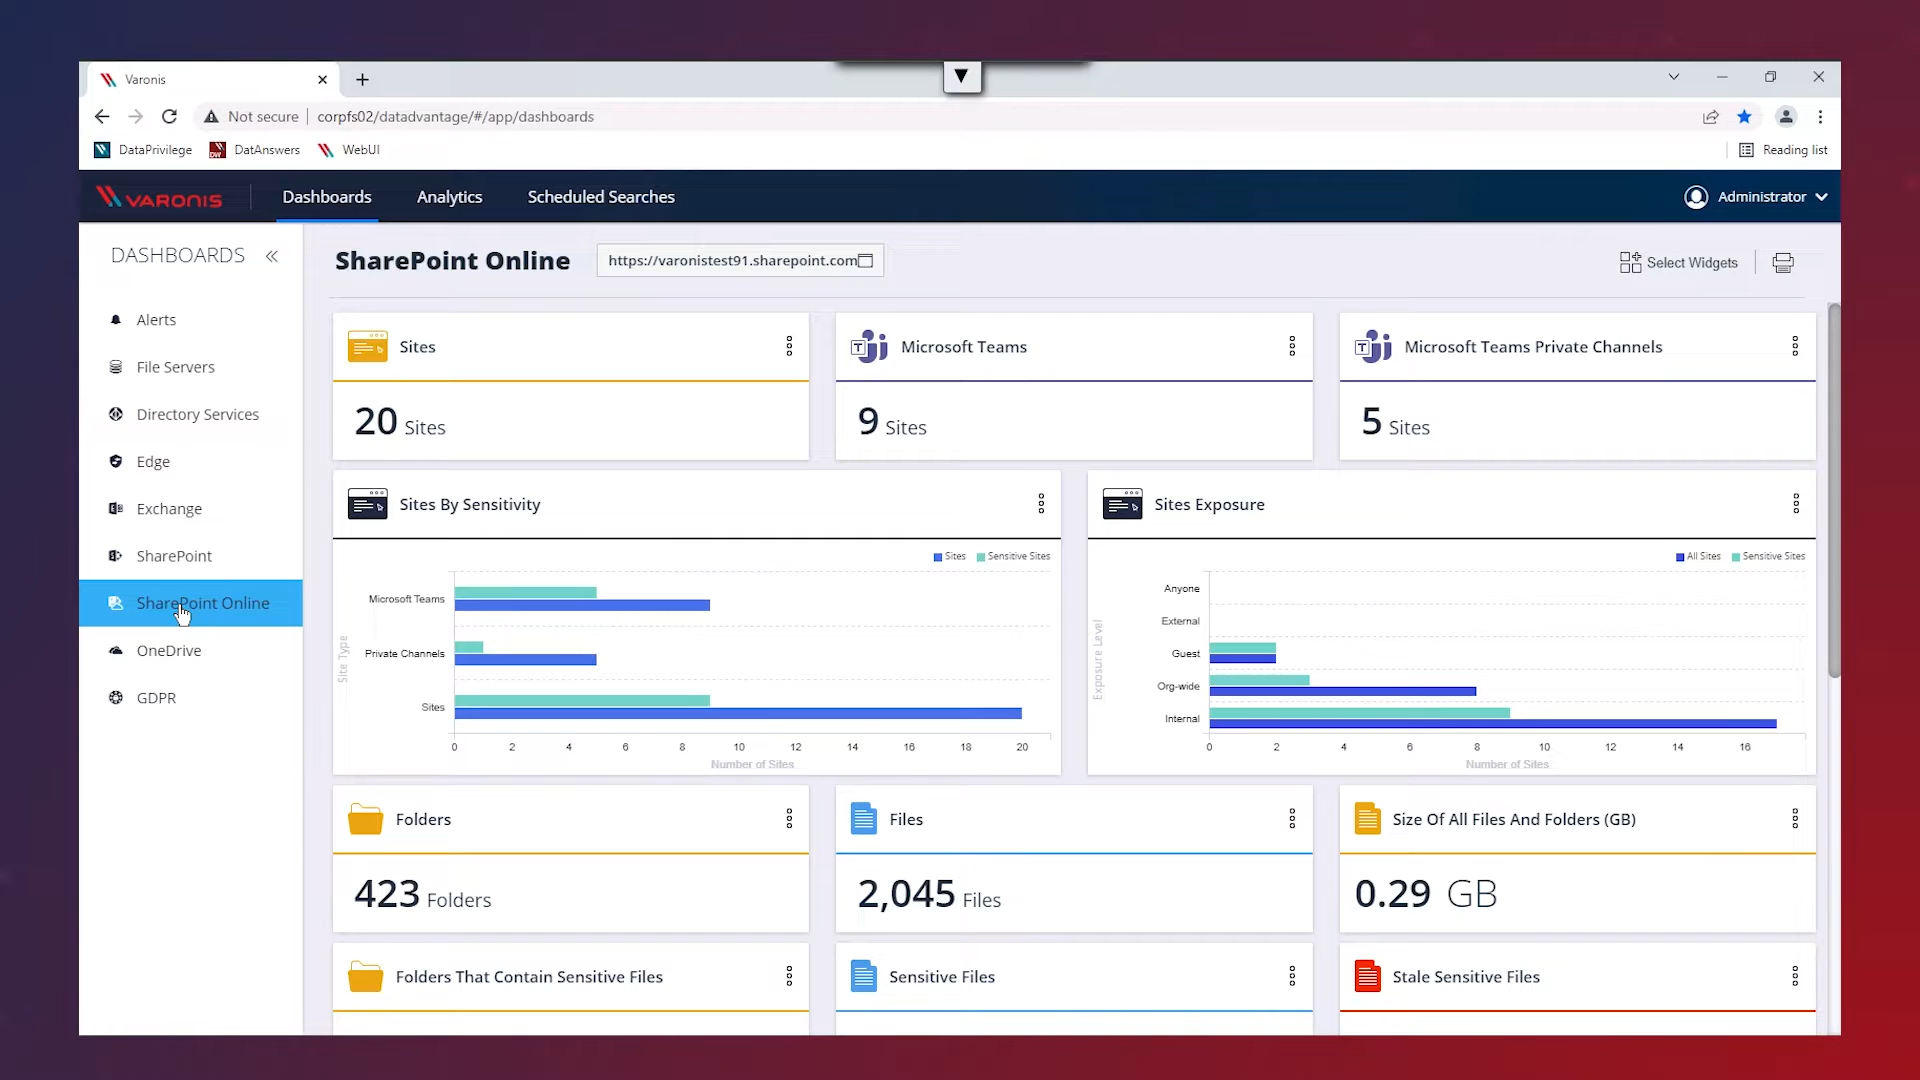 Varonis
Not secure
corpfs02/datadvantage/#/app/dashboards
DataPrivilege
DW
DatAnswers
WebUI
Reading list
VARONIS
Dashboards
Analytics
Scheduled Searches
Administrator
DASHBOARDS
Alerts
File Servers
Directory Services
Edge
Exchange
SharePoint
SharePoint Online
OneDrive
GDPR
SharePoint Online
https://varonistest91.sharepoint.com
Select Widgets
Sites
20 Sites
Microsoft Teams
9 Sites
Microsoft Teams Private Channels
5 Sites
Sites By Sensitivity
Sites
Sensitive Sites
Site Type
Microsoft Teams
Private Channels
Sites
0 2 4 6 8 10 12 14 16 18 20
Number of Sites
Sites Exposure
All Sites
Sensitive Sites
Exposure Level
Anyone
External
Guest
Org-wide
Internal
0 2 4 6 8 10 12 14 16
Number of Sites
Folders
423 Folders
Files
2,045 Files
Size Of All Files And Folders (GB)
0.29 GB
Folders That Contain Sensitive Files
Sensitive Files
Stale Sensitive Files